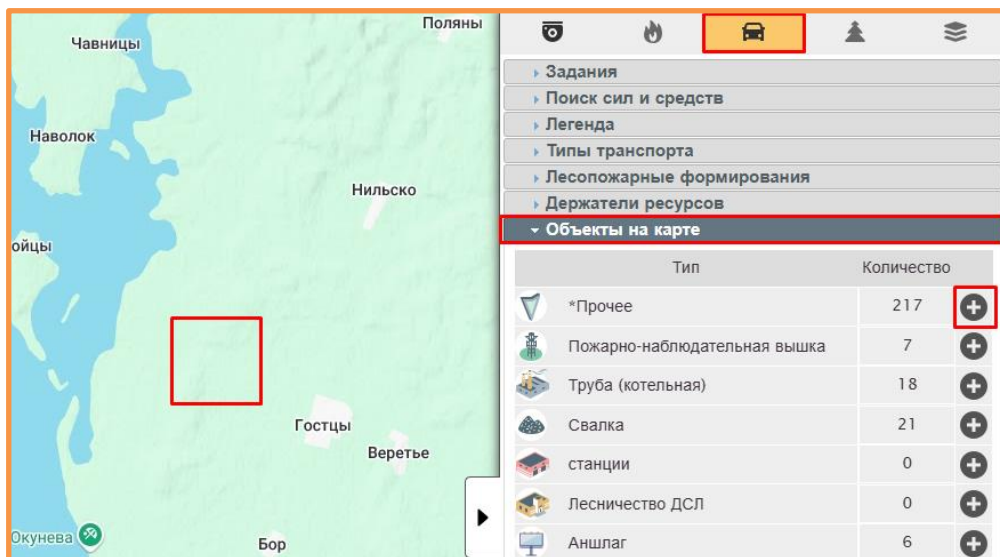 Поляны
Чавницы
Наволок
Нильско
ойцы
Гостцы
Веретье
Окунева
Бор
Задания
Поиск сил и средств
Легенда
Типы транспорта
Лесопожарные формирования
Держатели ресурсов
Объекты на карте
Тип Количество
*Прочее 217
Пожарно-наблюдательная вышка 7
Труба (котельная) 18
Свалка 21
станции 0
Лесничество ДСЛ 0
Аншлаг 6